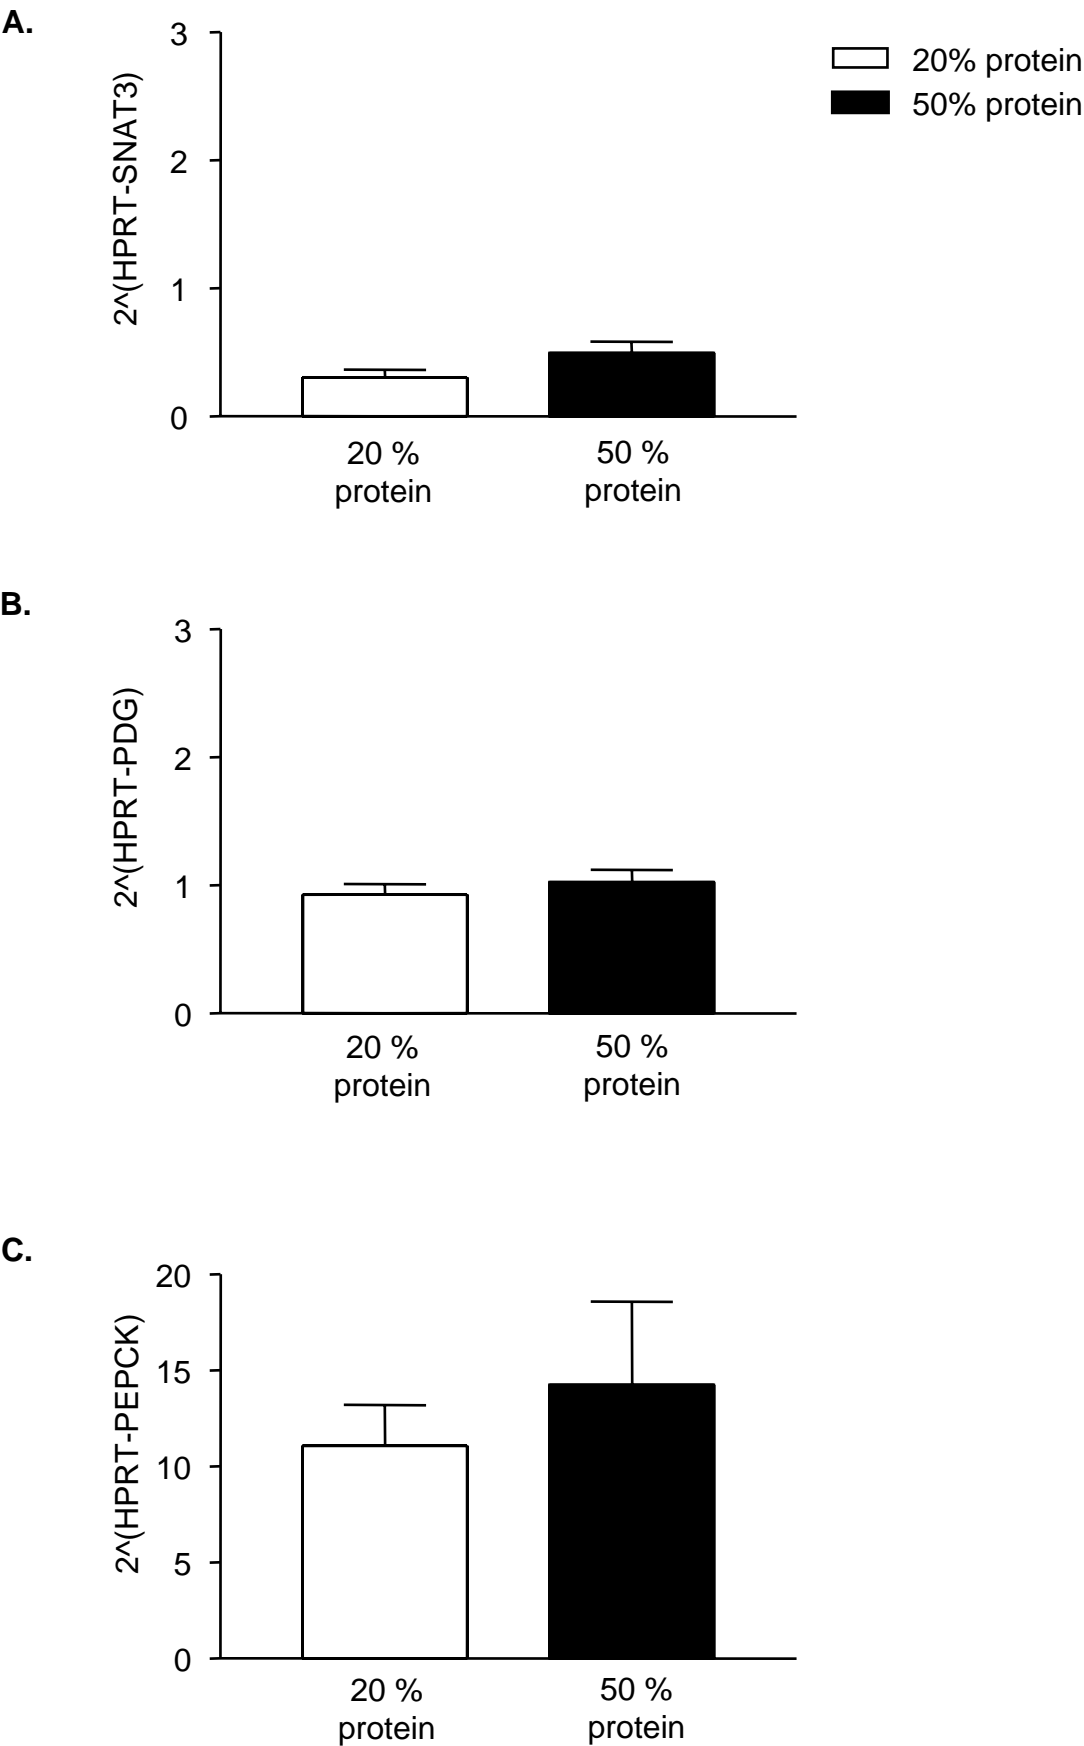 A.
2^(HPRT-SNAT3)
3
2
1
0
20 %
protein
50 %
protein
20% protein
50% protein
B.
2^(HPRT-PDG)
3
2
1
0
20 %
protein
50 %
protein
C.
2^(HPRT-PEPCK)
20
15
10
5
0
20 %
protein
50 %
protein